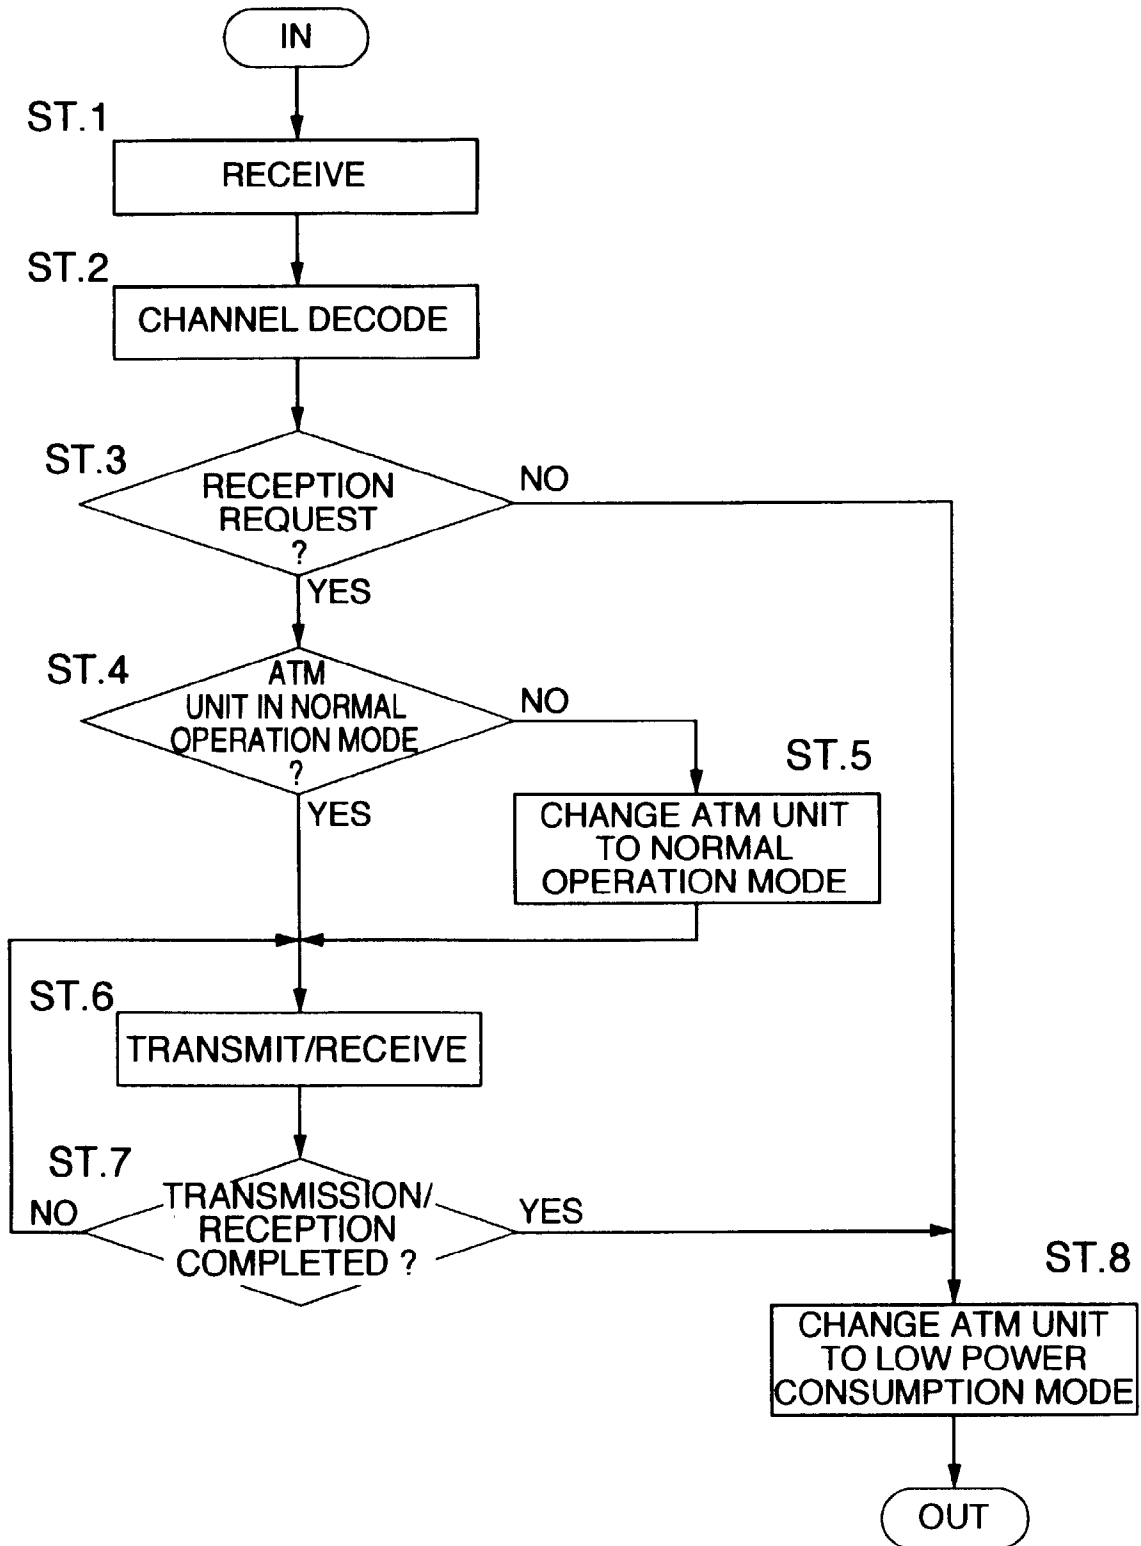 IN
ST.1
RECEIVE
ST.2
CHANNEL DECODE
ST.3
RECEPTION
REQUEST
?
NO
YES
ST.4
ATM
UNIT IN NORMAL
OPERATION MODE
?
NO
YES
ST.5
CHANGE ATM UNIT
TO NORMAL
OPERATION MODE
ST.6
TRANSMIT/RECEIVE
ST.7
TRANSMISSION/
RECEPTION
COMPLETED ?
NO
YES
ST.8
CHANGE ATM UNIT
TO LOW POWER
CONSUMPTION MODE
OUT